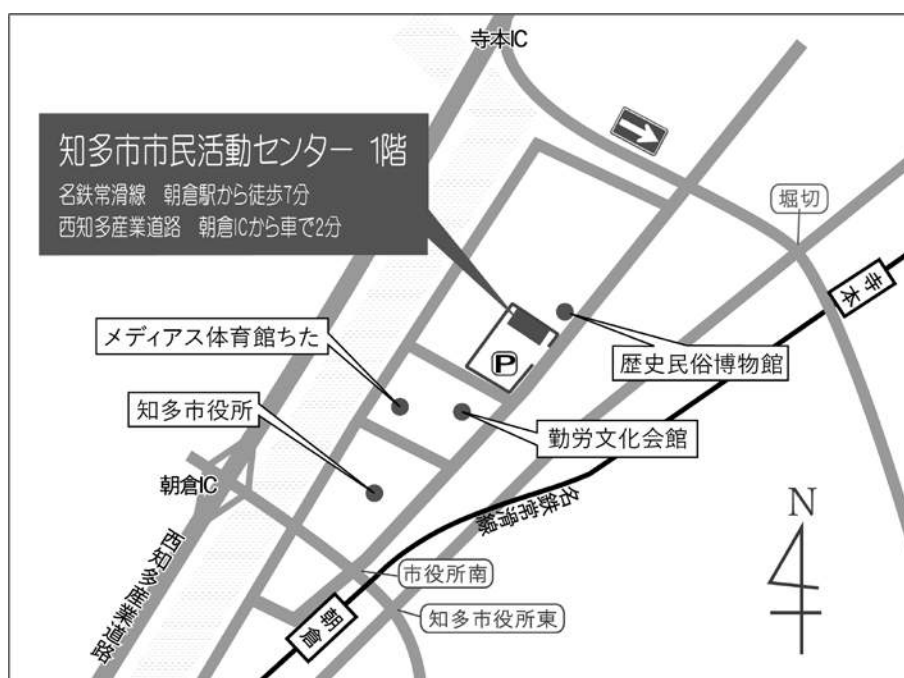 寺本IC
知多市市民活動センター 1階
名鉄常滑線 朝倉駅から徒歩7分
西知多産業道路 朝倉ICから車で2分
堀切
寺本
メディアス体育館ちた
歴史民俗博物館
P
知多市役所
勤労文化会館
朝倉IC
名鉄常滑線
N
西知多産業道路
市役所南
知多市役所東
朝倉